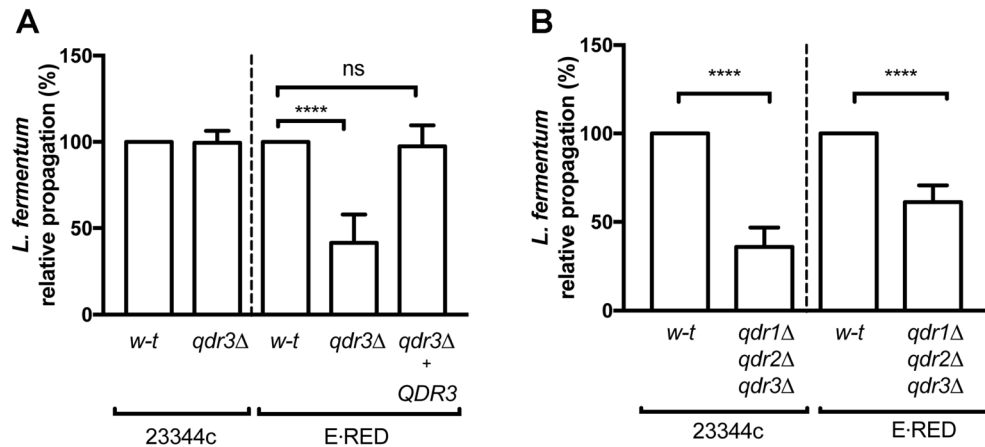 A
L. fermentum
relative propagation (%)
150
100
50
0
ns
****
w-t
qdr3Δ
w-t
qdr3Δ
qdr3Δ
+
QDR3
23344c
E·RED
B
L. fermentum
relative propagation (%)
150
100
50
0
****
****
w-t
qdr1Δ
qdr2Δ
qdr3Δ
w-t
qdr1Δ
qdr2Δ
qdr3Δ
23344c
E·RED